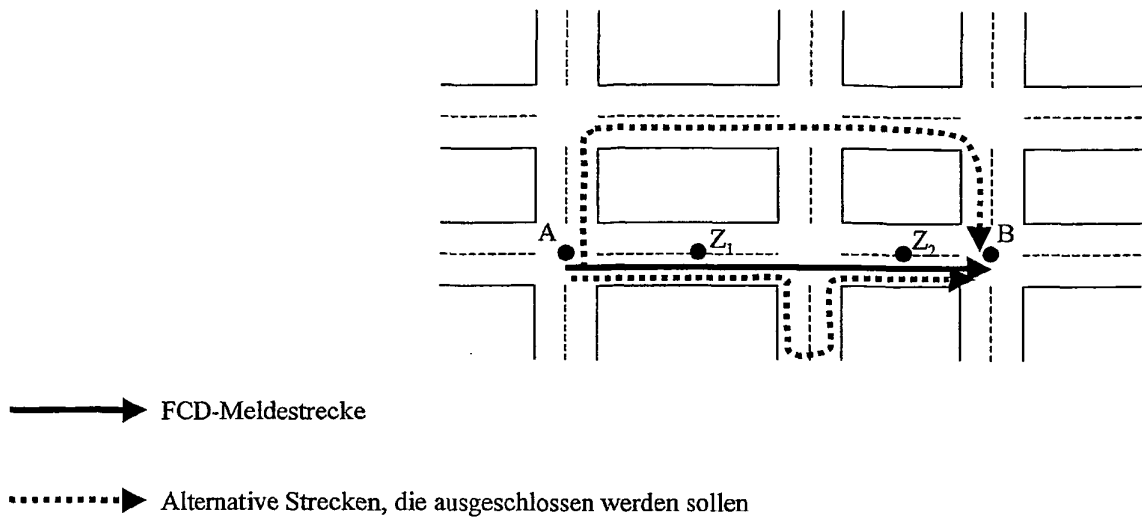 A
Z₁
Z₂
B
FCD-Meldestrecke
Alternative Strecken, die ausgeschlossen werden sollen